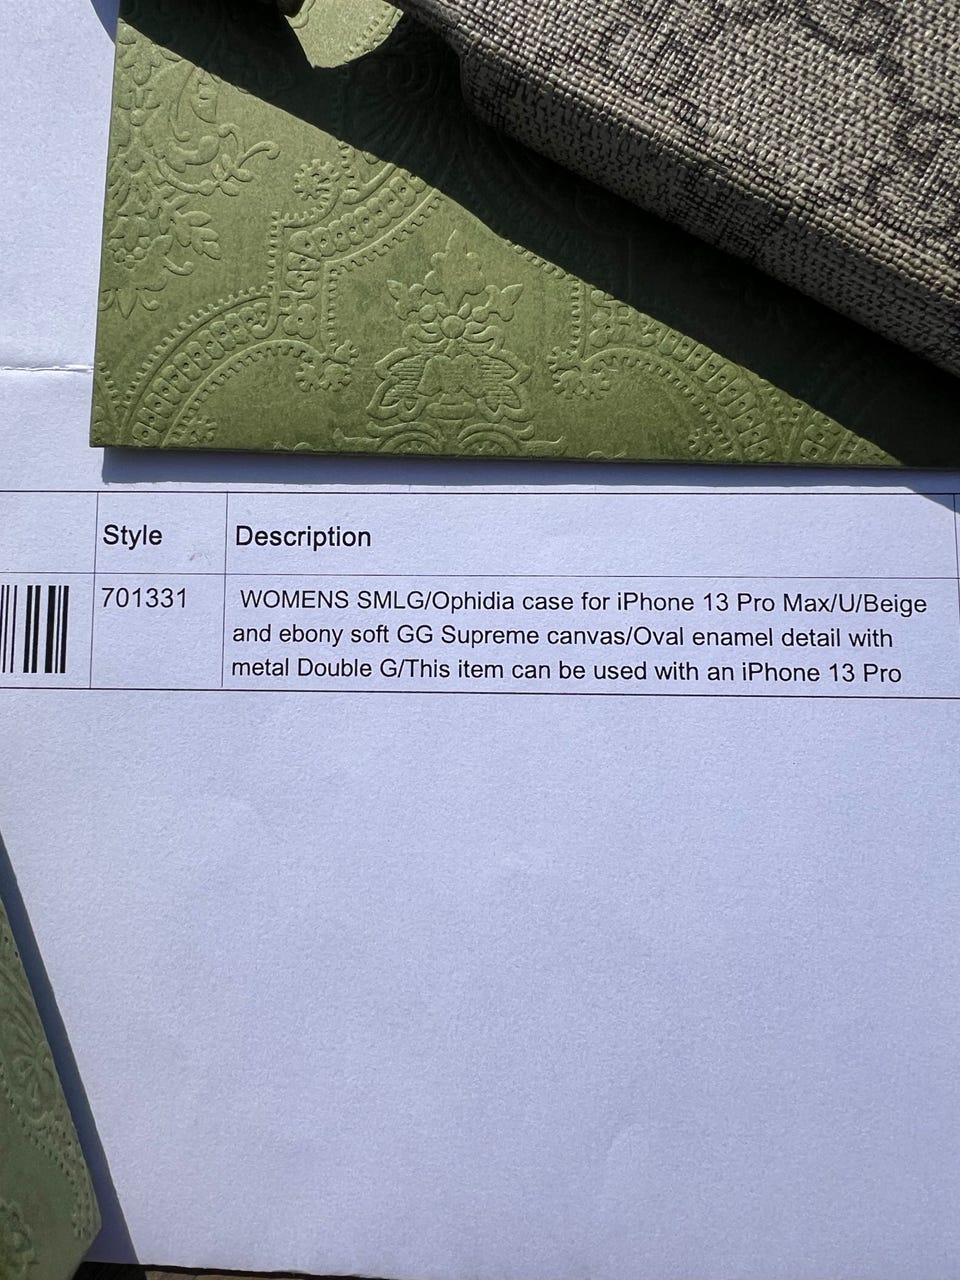 Style
Description
701331
WOMENS SMLG/Ophidia case for iPhone 13 Pro Max/U/Beige
and ebony soft GG Supreme canvas/Oval enamel detail with
metal Double G/This item can be used with an iPhone 13 Pro